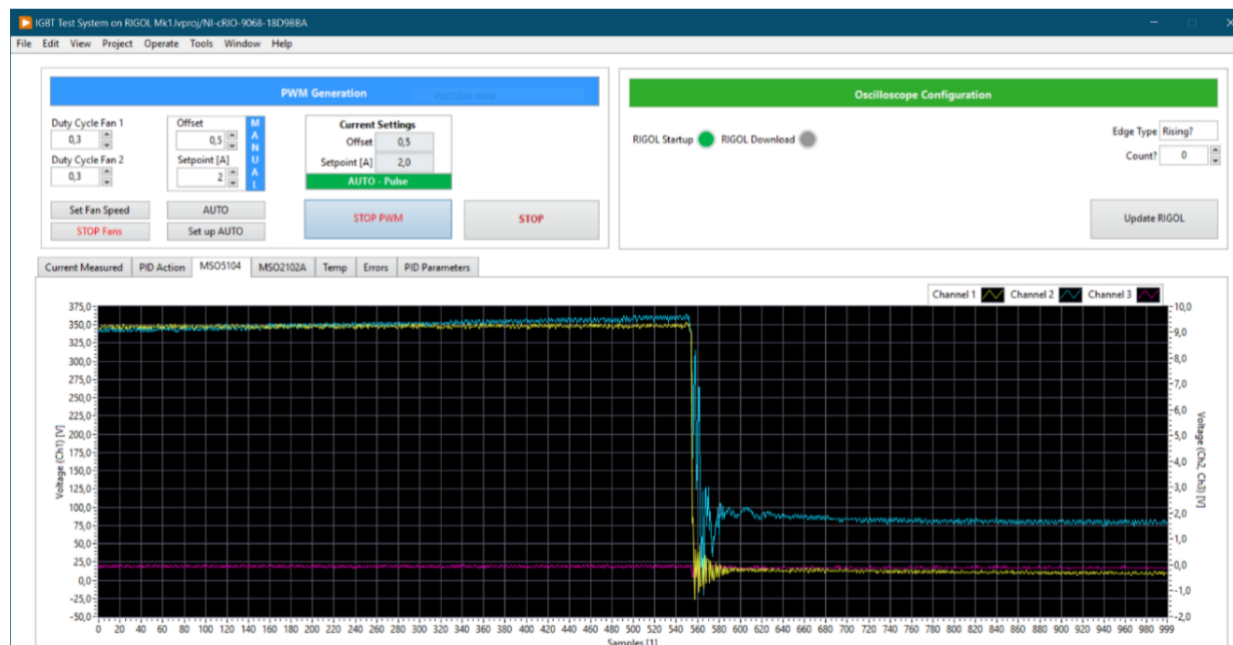 IGBT Test System on RIGOL Mk1.lvproj/NI-cRIO-9068-18D98BA
File Edit View Project Operate Tools Window Help
PWM Generation
Duty Cycle Fan 1
0,3
Duty Cycle Fan 2
0,3
Offset
0,5
Setpoint [A]
2
MANUAL
Current Settings
Offset 0,5
Setpoint [A] 2,0
AUTO - Pulse
Set Fan Speed
STOP Fans
AUTO
Set up AUTO
STOP PWM
STOP
Oscilloscope Configuration
RIGOL Startup RIGOL Download
Edge Type Rising?
Count? 0
Update RIGOL
Current Measured PID Action MSO5104 MSO2102A Temp Errors PID Parameters
Channel 1 Channel 2 Channel 3
Voltage (Ch1) [V]
375,0
350,0
325,0
300,0
275,0
250,0
225,0
200,0
175,0
150,0
125,0
100,0
75,0
50,0
25,0
0,0
-25,0
-50,0
10,0
9,0
8,0
7,0
6,0
5,0
4,0
3,0
2,0
1,0
0,0
-1,0
-2,0
Voltage (Ch2, Ch3) [V]
0 20 40 60 80 100 120 140 160 180 200 220 240 260 280 300 320 340 360 380 400 420 440 460 480 500 520 540 560 580 600 620 640 660 680 700 720 740 760 780 800 820 840 860 880 900 920 940 960 980 999
Samples [1]